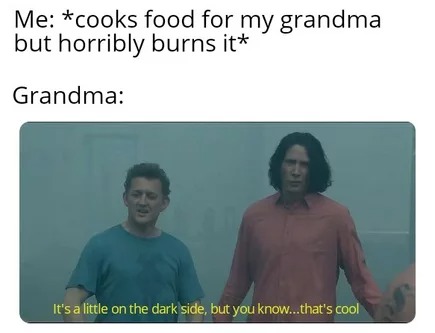 Me: *cooks food for my grandma
but horribly burns it*
Grandma:
It's a little on the dark side, but you know...that's cool